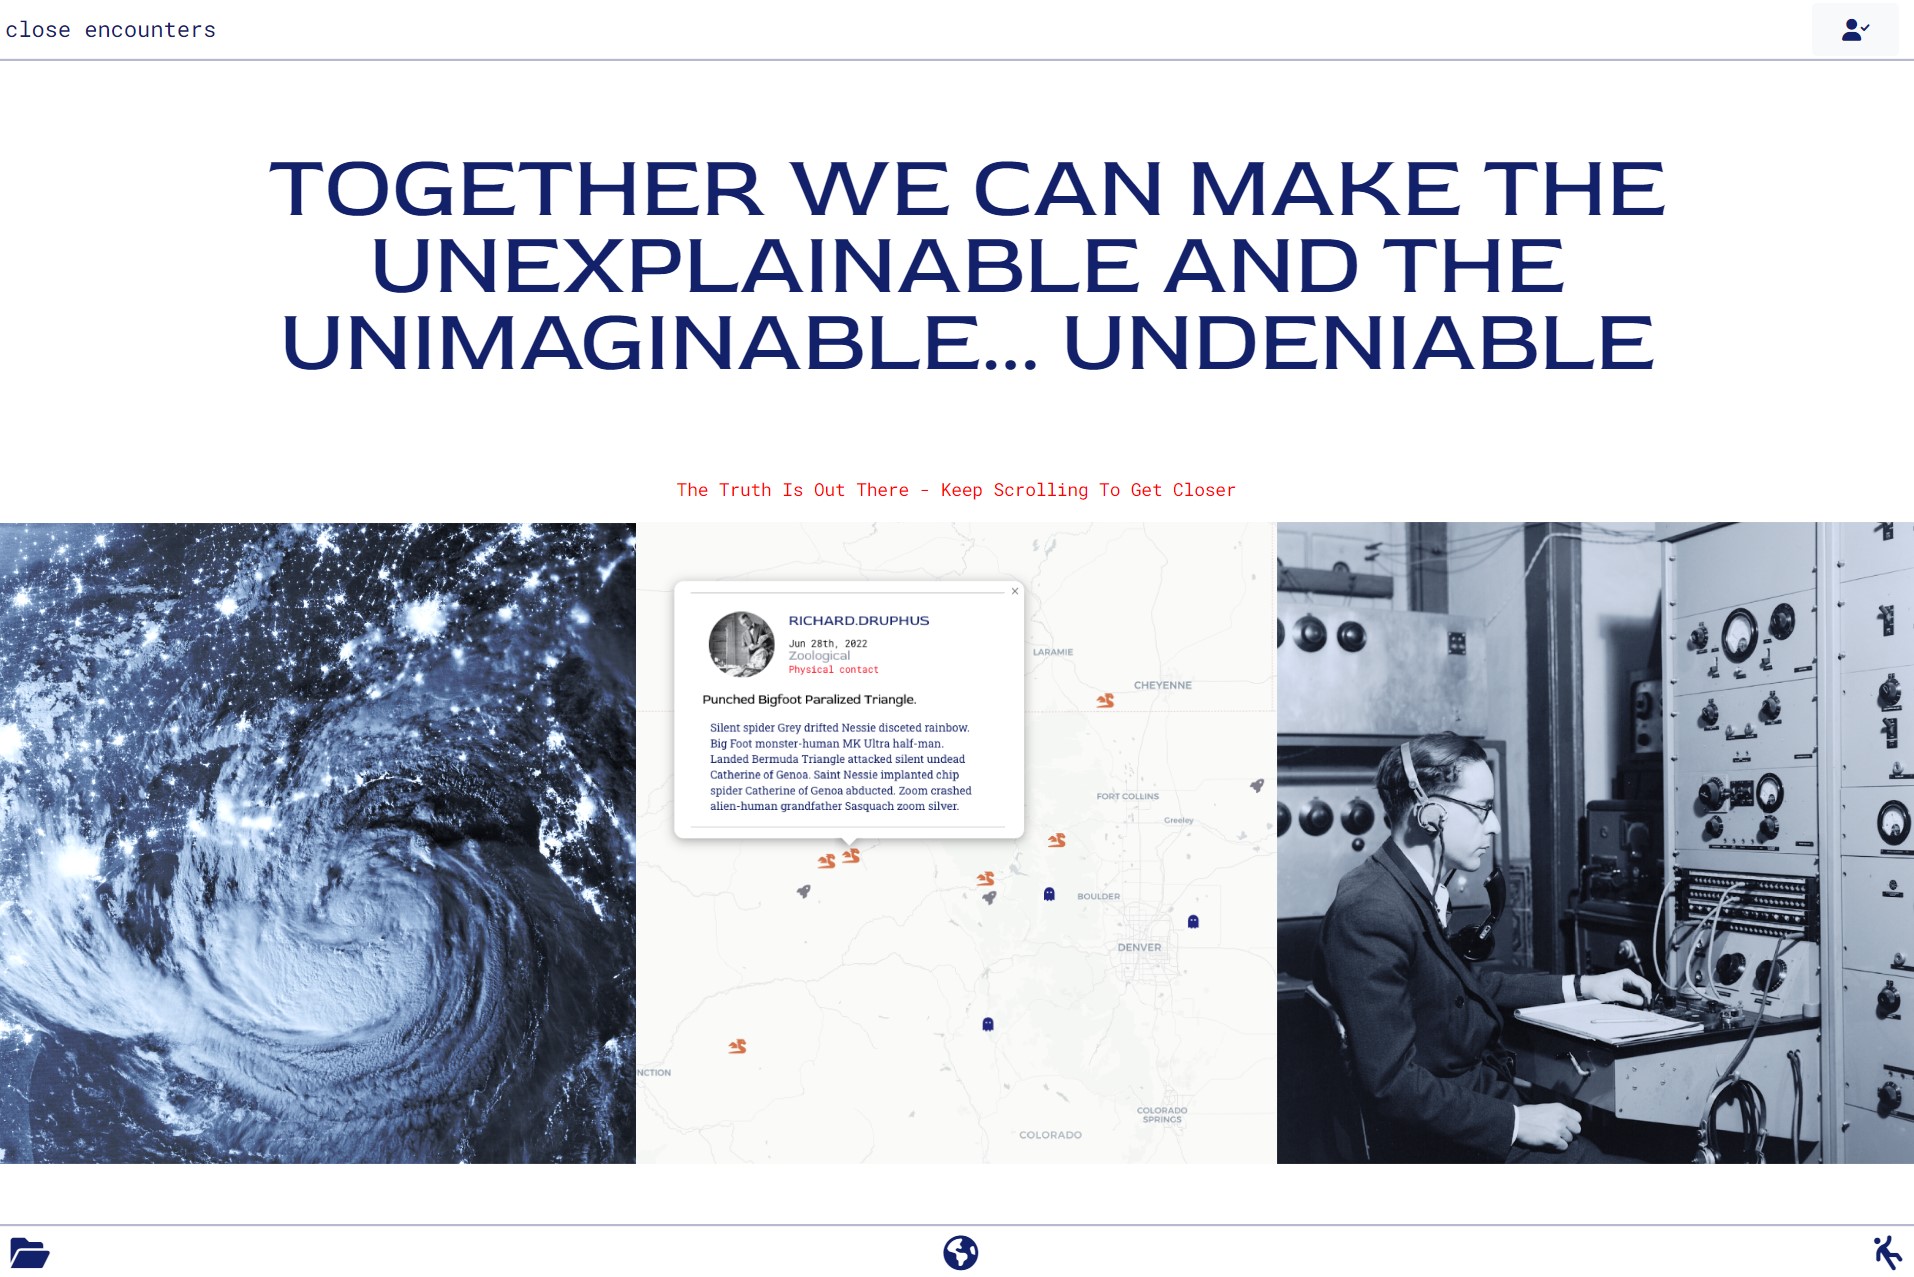 close encounters
TOGETHER WE CAN MAKE THE
UNEXPLAINABLE AND THE
UNIMAGINABLE... UNDENIABLE
The Truth Is Out There - Keep Scrolling To Get Closer
×
RICHARD.DRUPHUS
Jun 28th, 2022
Zoological
Physical contact
Punched Bigfoot Paralized Triangle.
Silent spider Grey drifted Nessie disceted rainbow.
Big Foot monster-human MK Ultra half-man.
Landed Bermuda Triangle attacked silent undead
Catherine of Genoa. Saint Nessie implanted chip
spider Catherine of Genoa abducted. Zoom crashed
alien-human grandfather Sasquach zoom silver.
LARAMIE
CHEYENNE
FORT COLLINS
Greeley
BOULDER
DENVER
NCTION
COLORADO
SPRINGS
COLORADO